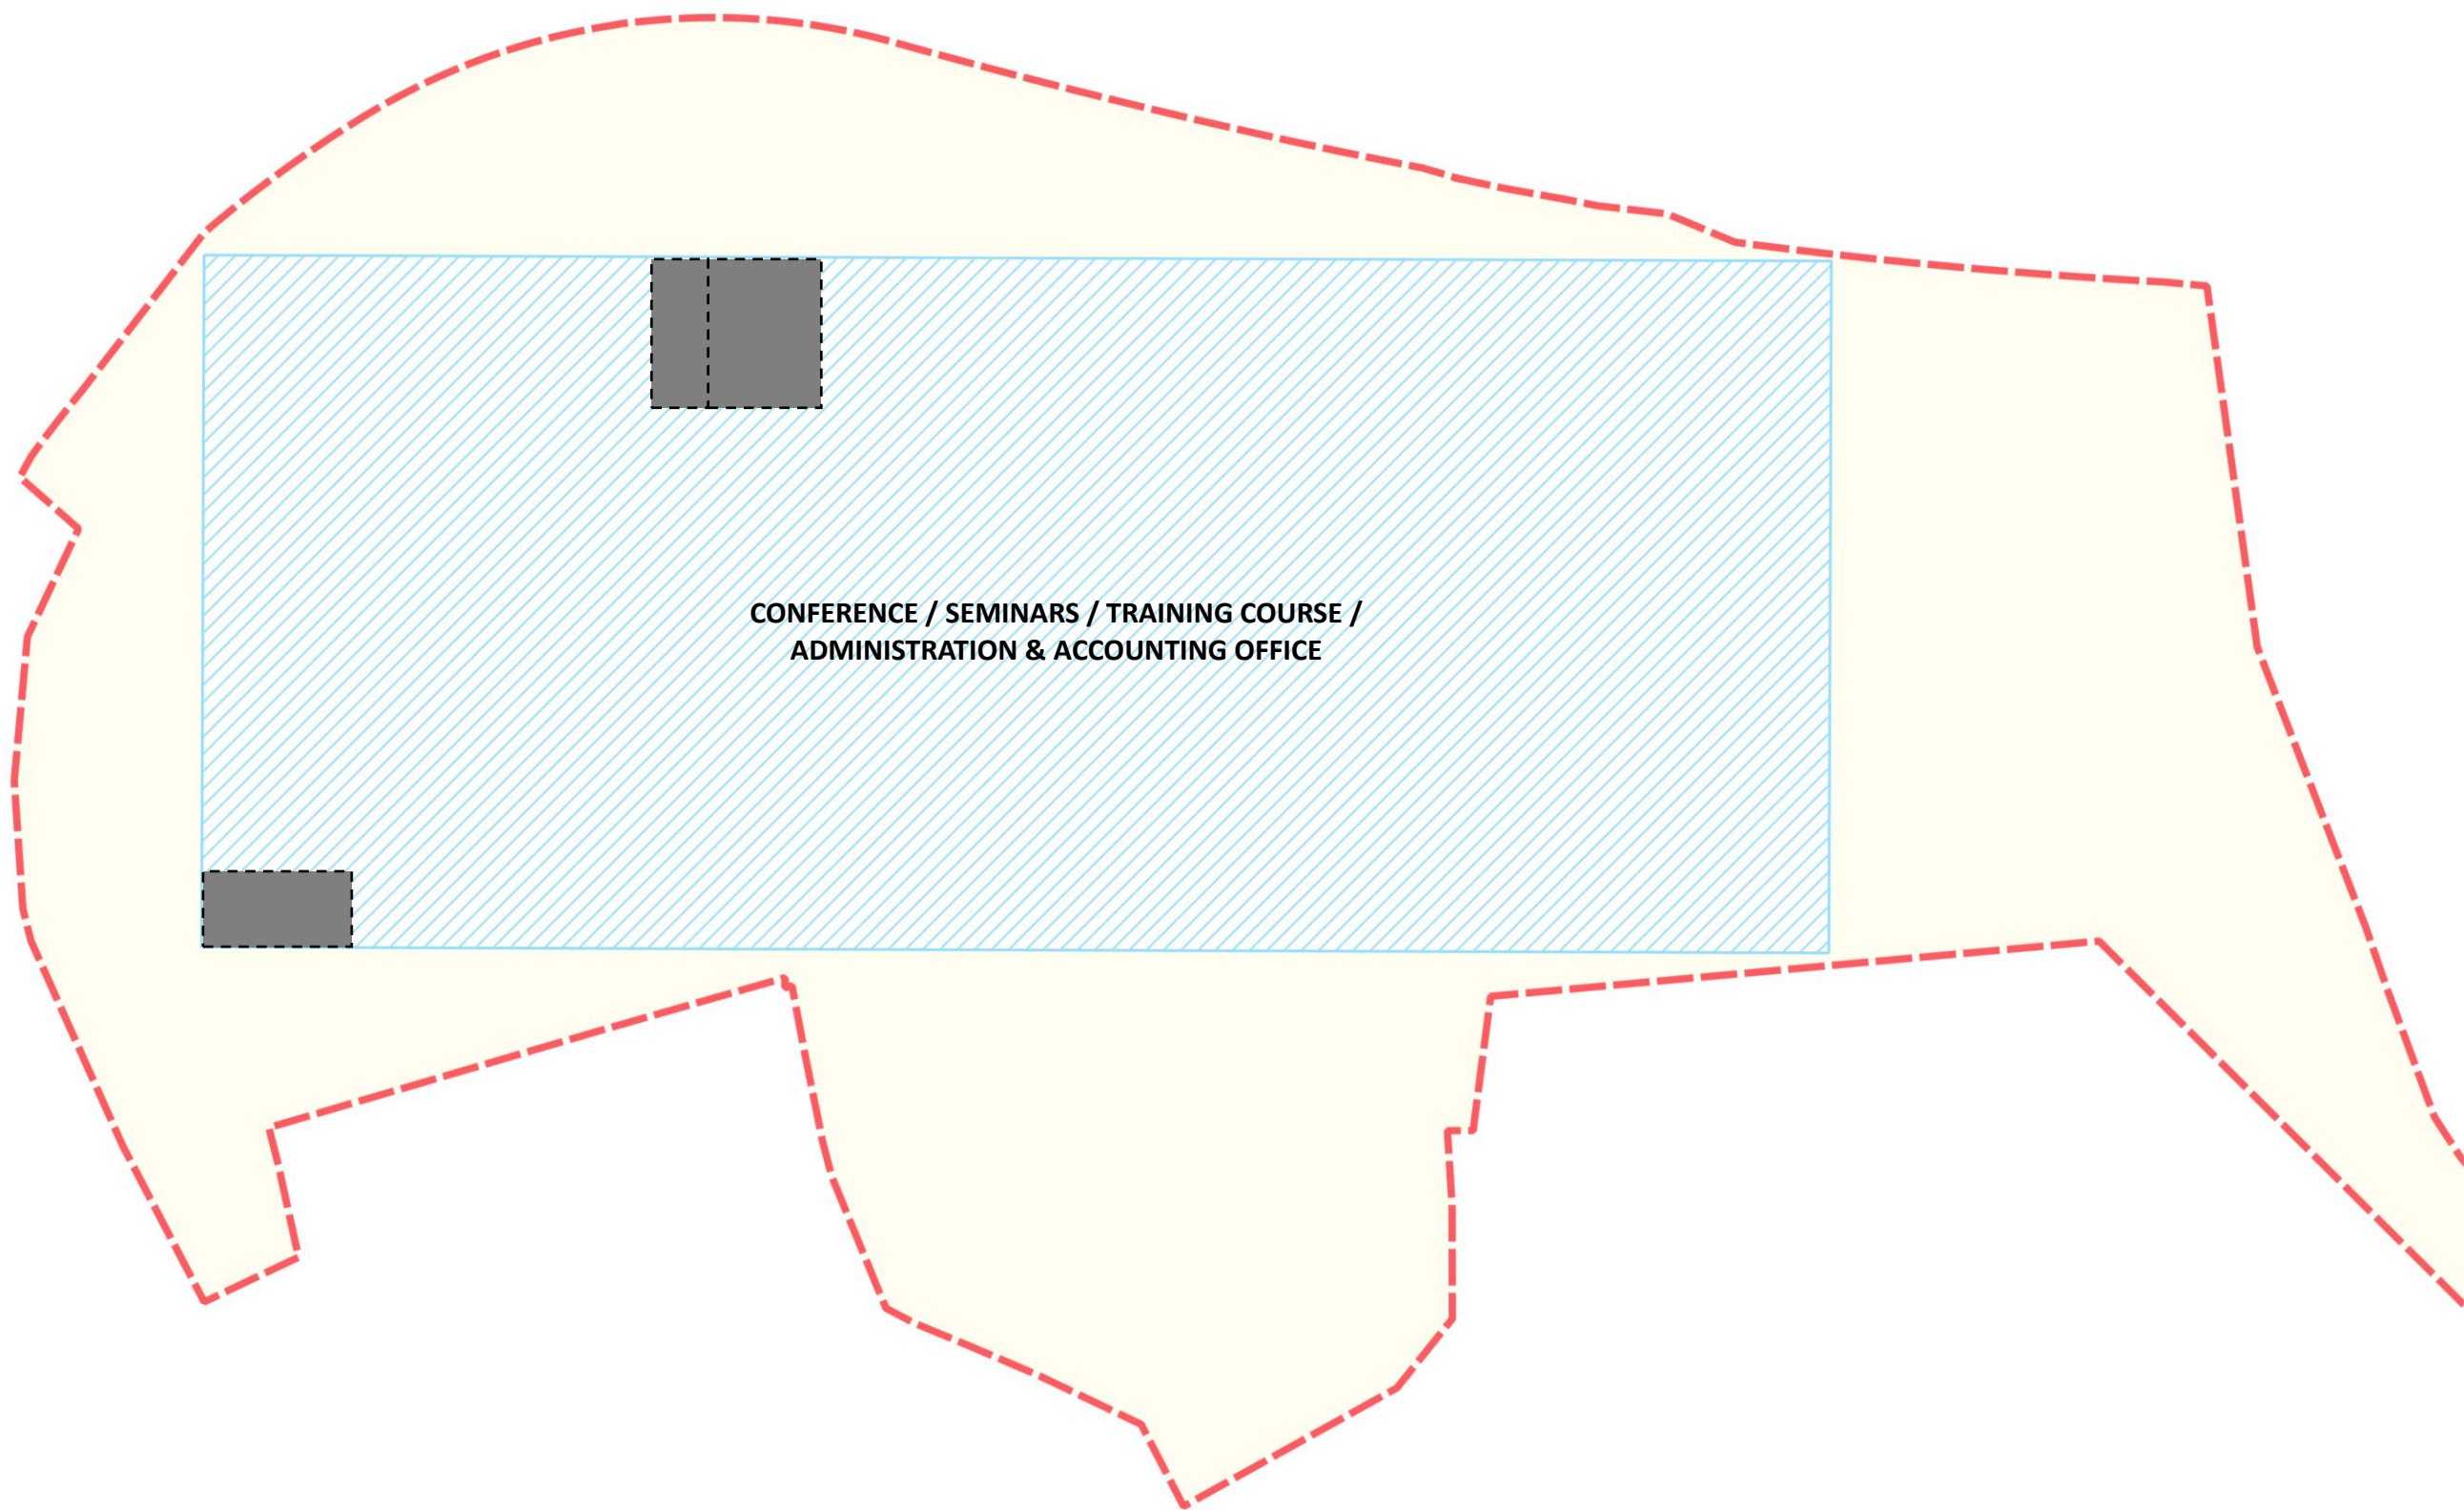 CONFERENCE / SEMINARS / TRAINING COURSE /
ADMINISTRATION & ACCOUNTING OFFICE